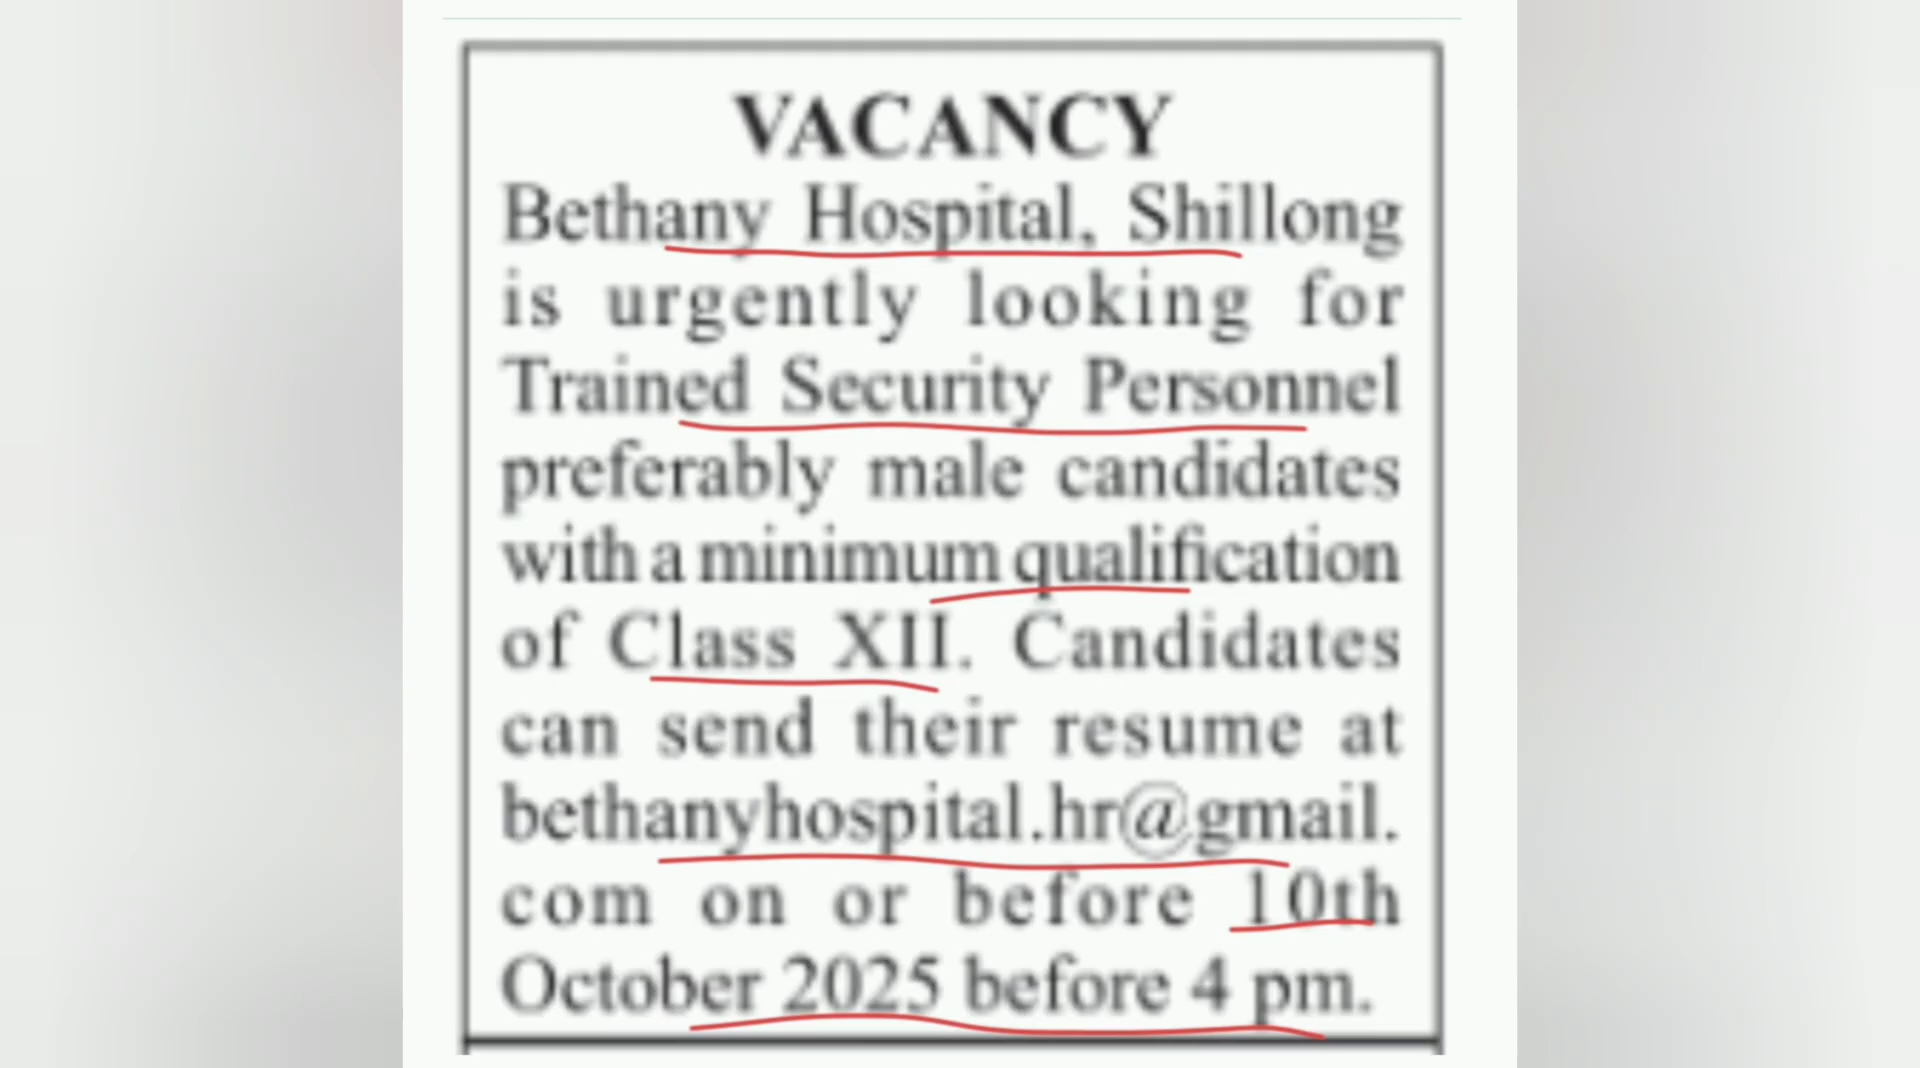 VACANCY
Bethany Hospital, Shillong
is urgently looking for
Trained Security Personnel
preferably male candidates
with a minimum qualification
of Class XII. Candidates
can send their resume at
bethanyhospital.hr@gmail.
com on or before 10th
October 2025 before 4 pm.